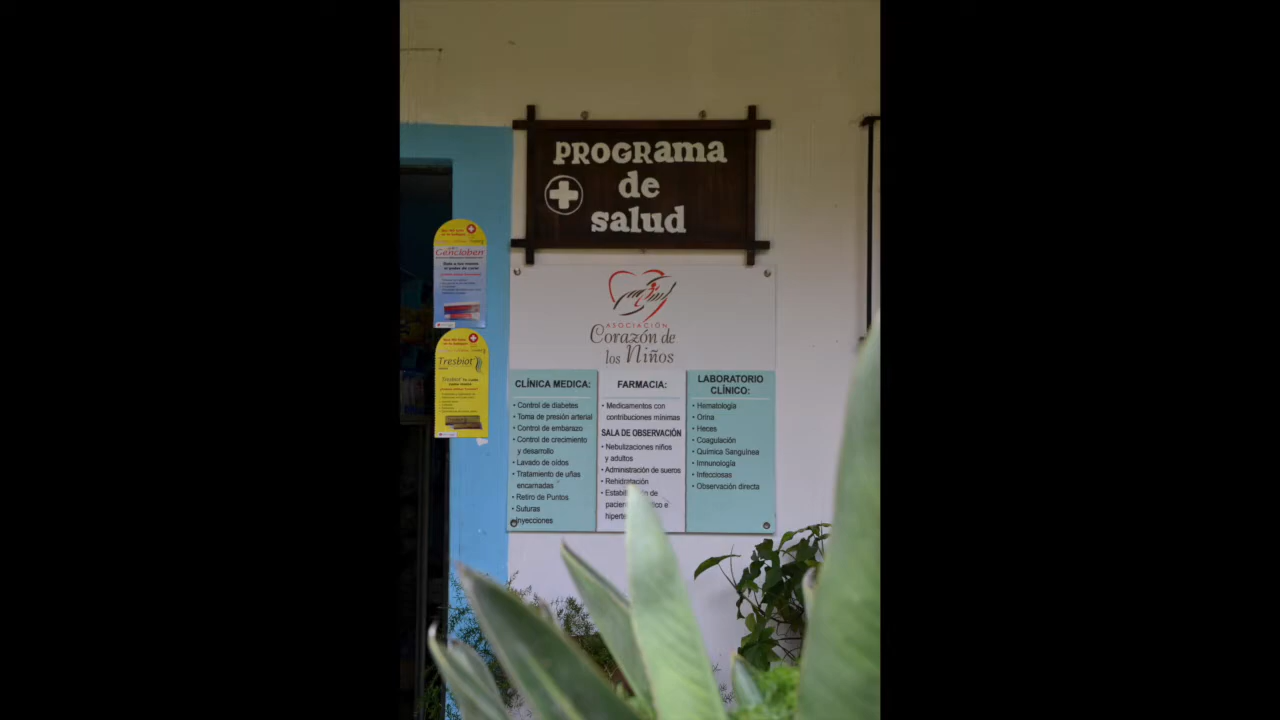 PROGRAMA
de
salud
ASOCIACIÓN
Corazón de
los Niños
CLÍNICA MEDICA:
• Control de diabetes
• Toma de presión arterial
• Control de embarazo
• Control de crecimiento
y desarrollo
• Lavado de oídos
• Tratamiento de uñas
encarnadas
• Retiro de Puntos
• Suturas
Inyecciones
FARMACIA:
• Medicamentos con
contribuciones mínimas
SALA DE OBSERVACIÓN
• Nebulizaciones niños
y adultos
• Administración de sueros
• Rehidratación
LABORATORIO
CLÍNICO:
• Hematología
• Orina
• Heces
• Coagulación
• Química Sanguínea
• Imnunología
• Infecciosas
• Observación directa
Gencloben
Tresbiot